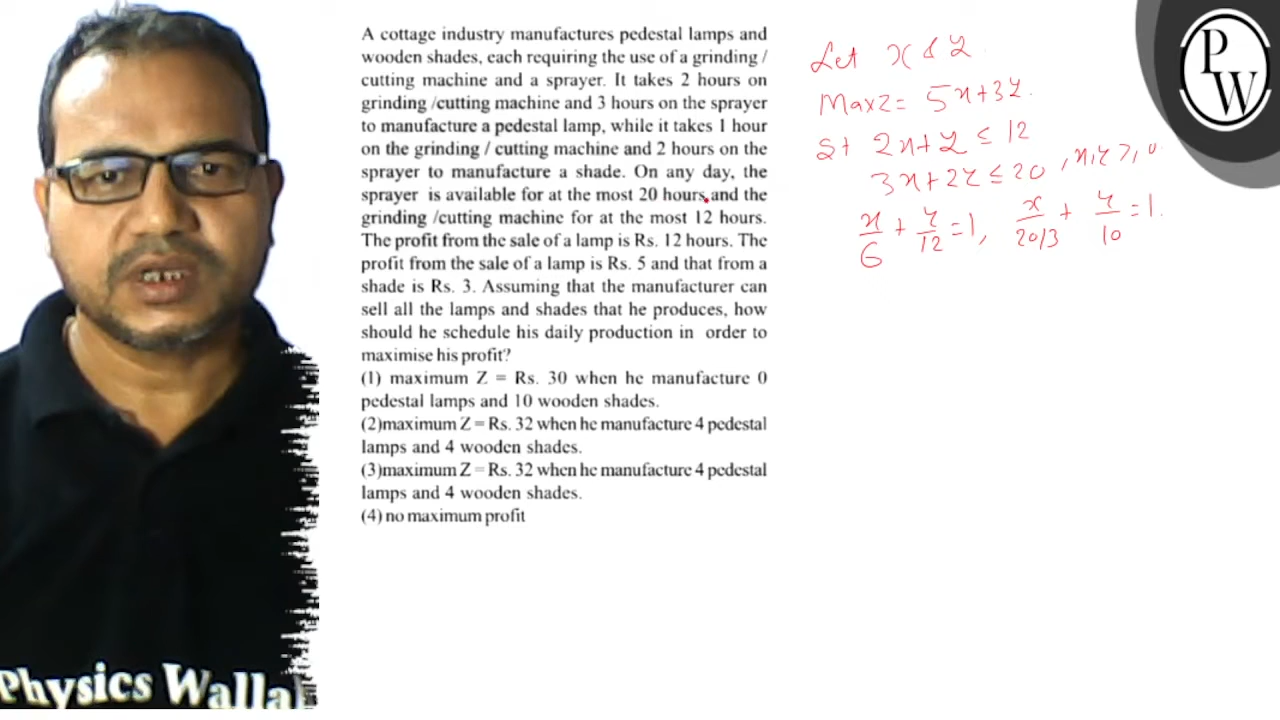 A cottage industry manufactures pedestal lamps and
wooden shades, each requiring the use of a grinding /
cutting machine and a sprayer. It takes 2 hours on
grinding /cutting machine and 3 hours on the sprayer
to manufacture a pedestal lamp, while it takes 1 hour
on the grinding / cutting machine and 2 hours on the
sprayer to manufacture a shade. On any day, the
sprayer is available for at the most 20 hours and the
grinding /cutting machine for at the most 12 hours.
The profit from the sale of a lamp is Rs. 12 hours. The
profit from the sale of a lamp is Rs. 5 and that from a
shade is Rs. 3. Assuming that the manufacturer can
sell all the lamps and shades that he produces, how
should he schedule his daily production in order to
maximise his profit?
(1) maximum Z = Rs. 30 when he manufacture 0
pedestal lamps and 10 wooden shades.
(2)maximum Z = Rs. 32 when he manufacture 4 pedestal
lamps and 4 wooden shades.
(3)maximum Z = Rs. 32 when he manufacture 4 pedestal
lamps and 4 wooden shades.
(4) no maximum profit
Let x & y
Max Z = 5x+3y.
St 2x+y ≤ 12
3x+2y ≤ 20, x,y ≥, 0
x/6 + y/12 = 1, x/20/3 + y/10 = 1.
P
W
Physics Walla